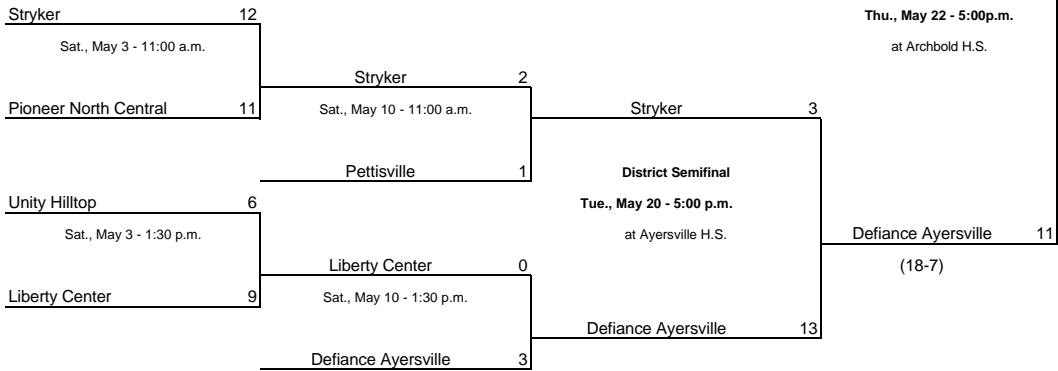 Stryker 12
Thu., May 22 - 5:00p.m.
Sat., May 3 - 11:00 a.m.
at Archbold H.S.
Stryker 2
Pioneer North Central 11
Sat., May 10 - 11:00 a.m.
Stryker 3
Pettisville 1
District Semifinal
Unity Hilltop 6
Tue., May 20 - 5:00 p.m.
Sat., May 3 - 1:30 p.m.
at Ayersville H.S.
Defiance Ayersville 11
Liberty Center 0
(18-7)
Liberty Center 9
Sat., May 10 - 1:30 p.m.
Defiance Ayersville 13
Defiance Ayersville 3